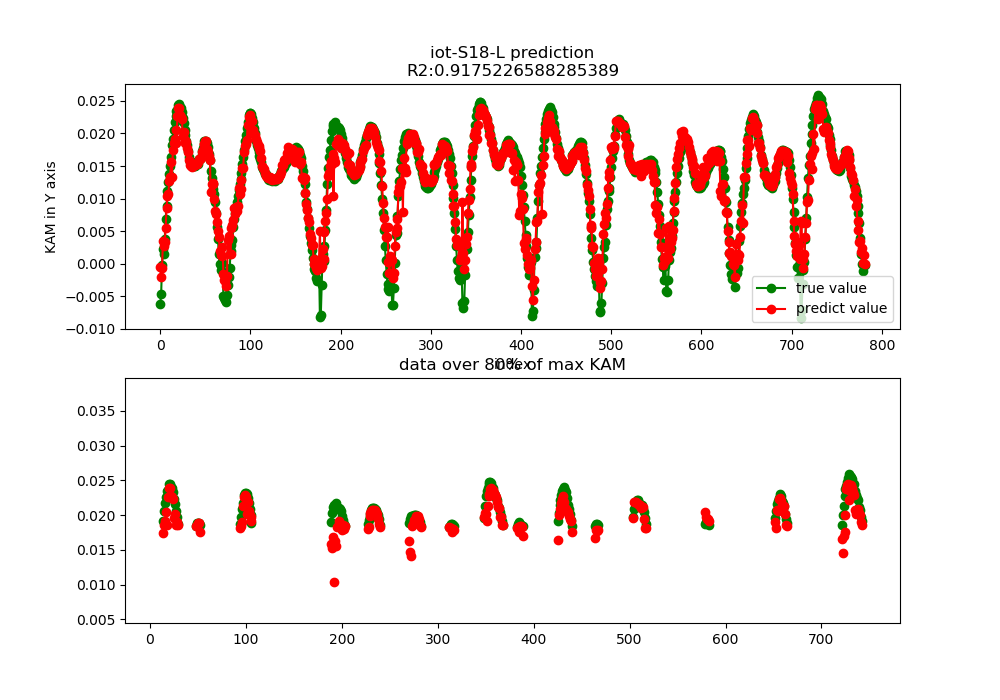 iot-S18-L prediction
R2:0.9175226588285389
KAM in Y axis
0.025
0.020
0.015
0.010
0.005
0.000
−0.005
−0.010
0 100 200 300 400 500 600 700 800
true value
predict value
index
data over 80% of max KAM
0.035
0.030
0.025
0.020
0.015
0.010
0.005
0 100 200 300 400 500 600 700